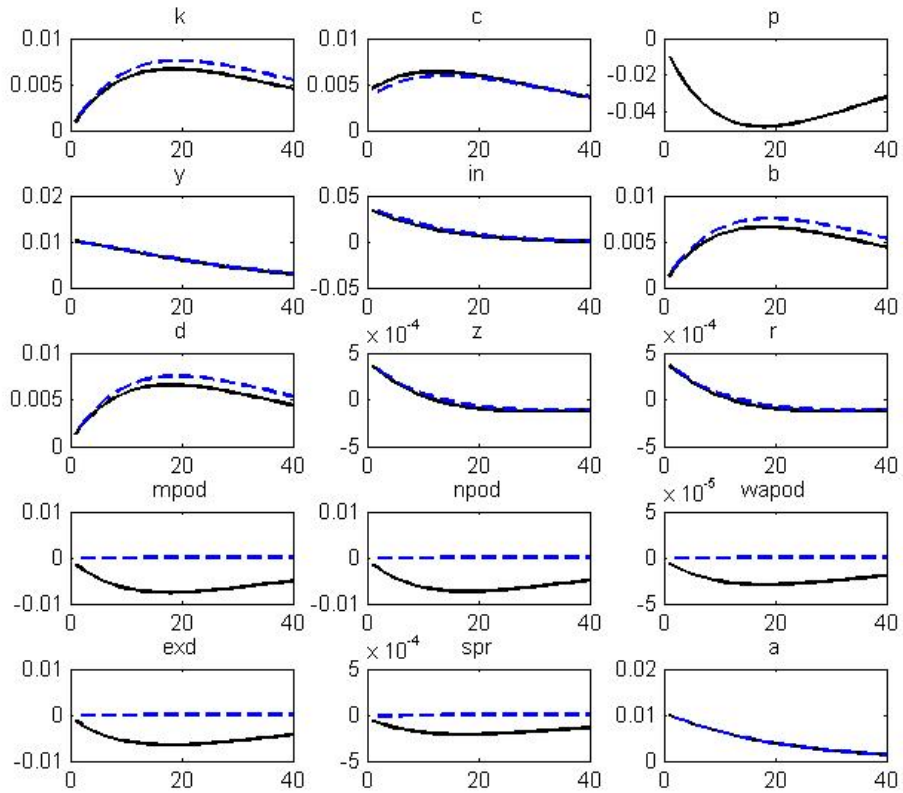 k c p
0.01 0.01 0
0.005 0.005 -0.02
-0.04
0 0
0 20 40 0 20 40 0 20 40
y in b
0.02 0.05 0.01
0.01 0 0.005
0 -0.05 0
0 20 40 0 20 40 0 20 40
d z r
0.01 5 x 10^-4 5 x 10^-4
0.005 0 0
0 -5 -5
0 20 40 0 20 40 0 20 40
mpod npod wapod
0.01 0.01 5 x 10^-5
0 0 0
-0.01 -0.01 -5
0 20 40 0 20 40 0 20 40
exd spr a
0.01 5 x 10^-4 0.02
0 0 0.01
-0.01 -5 0
0 20 40 0 20 40 0 20 40